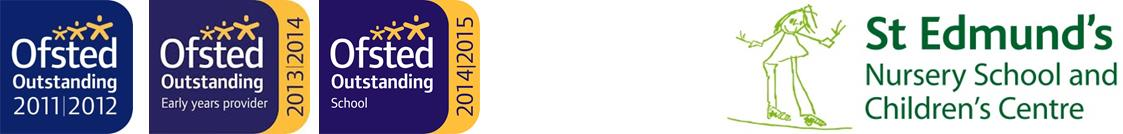 Ofsted
Outstanding
2011|2012
Ofsted
Outstanding
Early years provider
2013|2014
Ofsted
Outstanding
School
2014|2015
St Edmund's
Nursery School and
Children's Centre